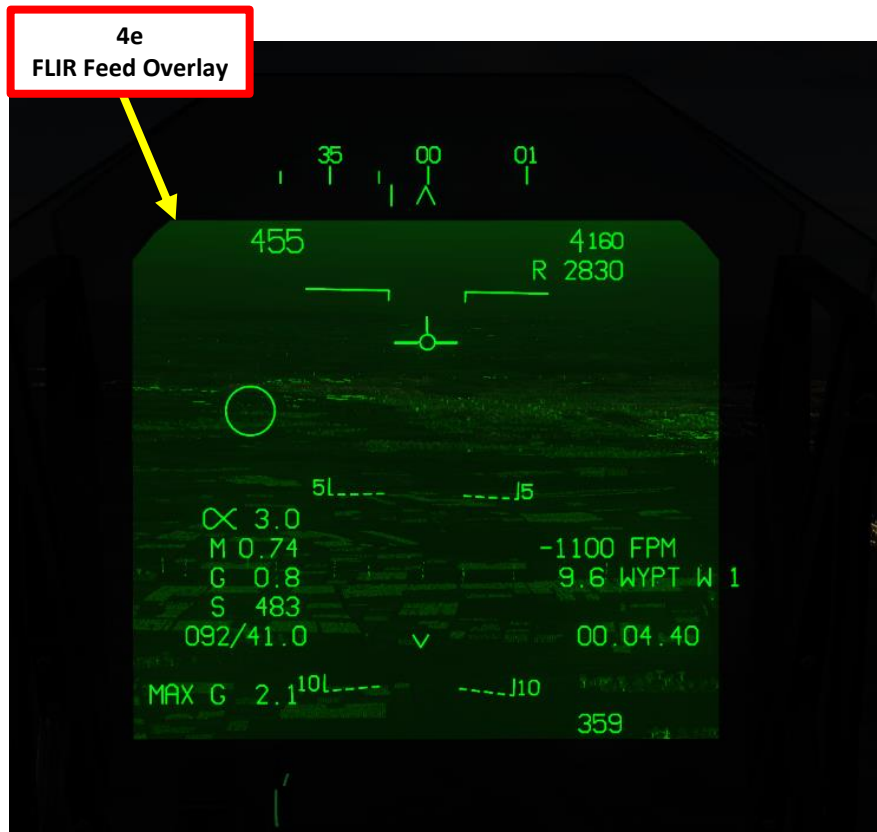 4e
FLIR Feed Overlay
35 00 01
455 4160
R 2830
5 5
α 3.0
M 0.74 -1100 FPM
G 0.8 9.6 WYPT W 1
S 483
092/41.0 00.04.40
MAX G 2.1 10 10
359